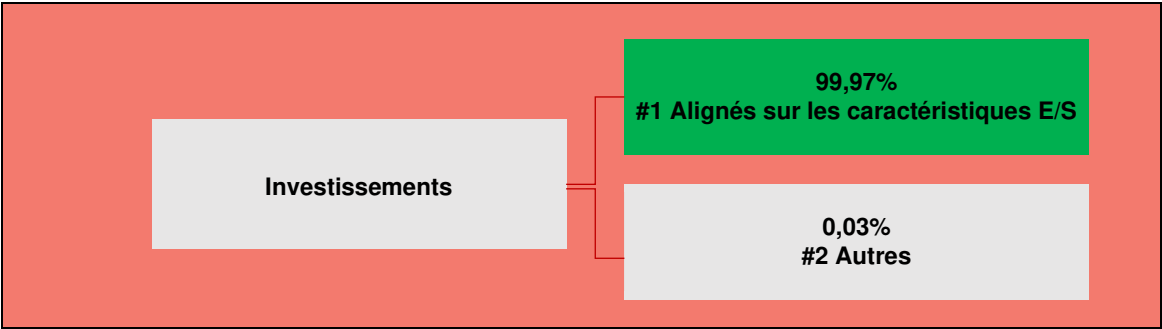 Investissements
99,97%
#1 Alignés sur les caractéristiques E/S
0,03%
#2 Autres